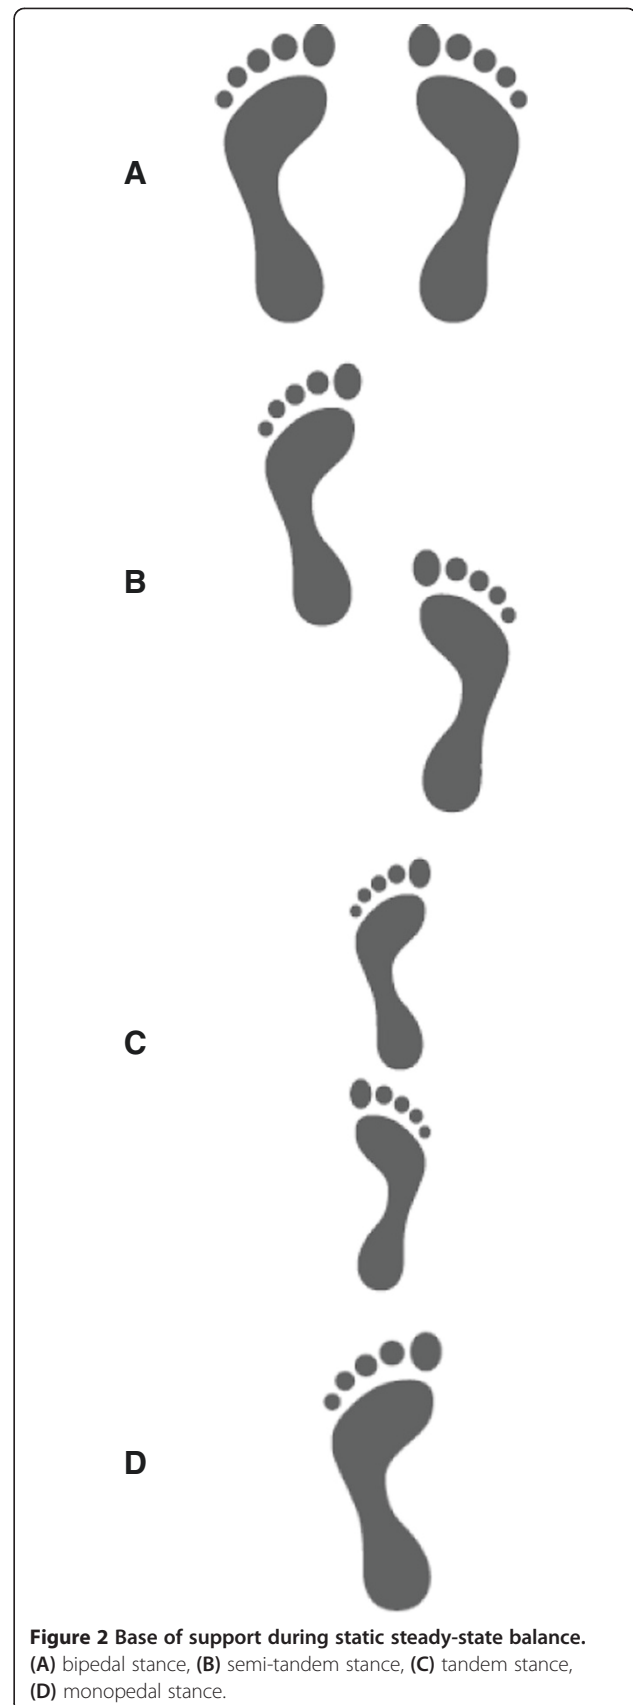 A
B
C
D
Figure 2 Base of support during static steady-state balance.
(A) bipedal stance, (B) semi-tandem stance, (C) tandem stance,
(D) monopedal stance.